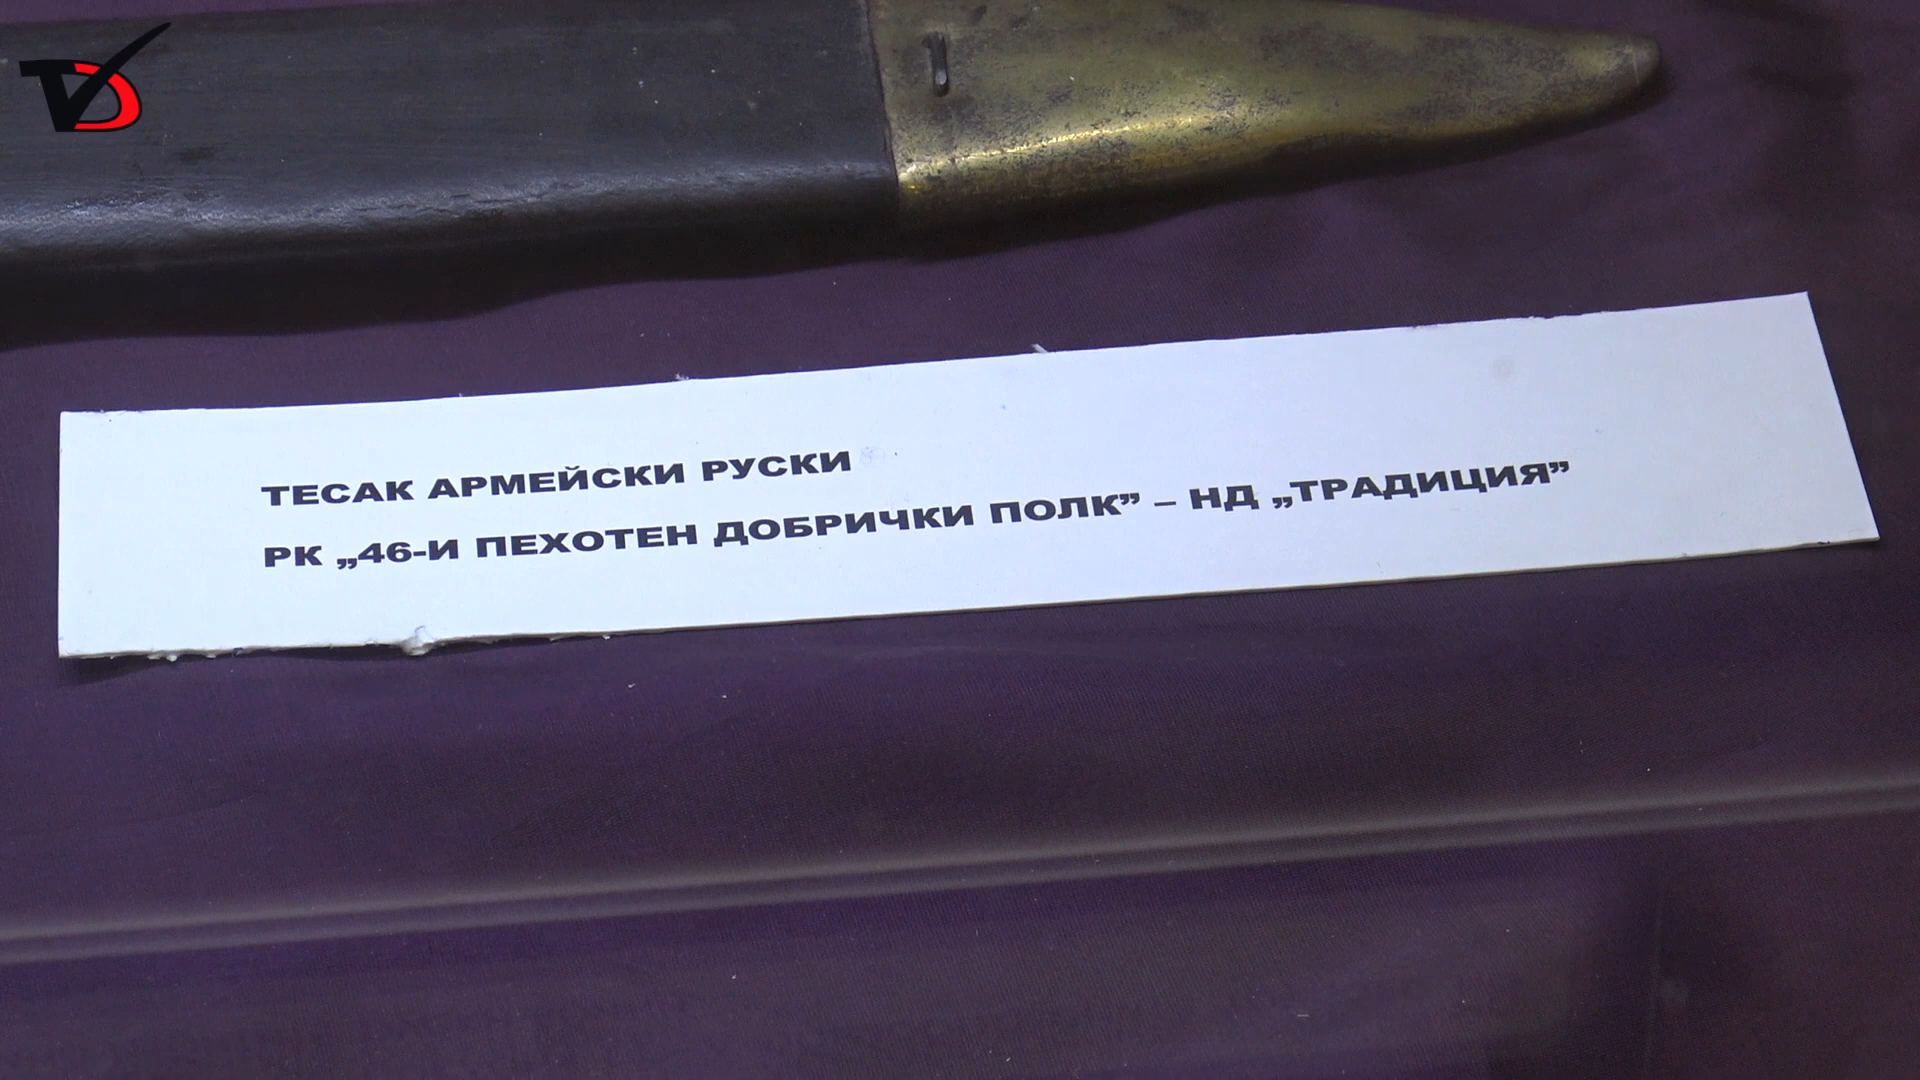 ТЕСАК АРМЕЙСКИ РУСКИ
РК „46-И ПЕХОТЕН ДОБРИЧКИ ПОЛК” – НД „ТРАДИЦИЯ”